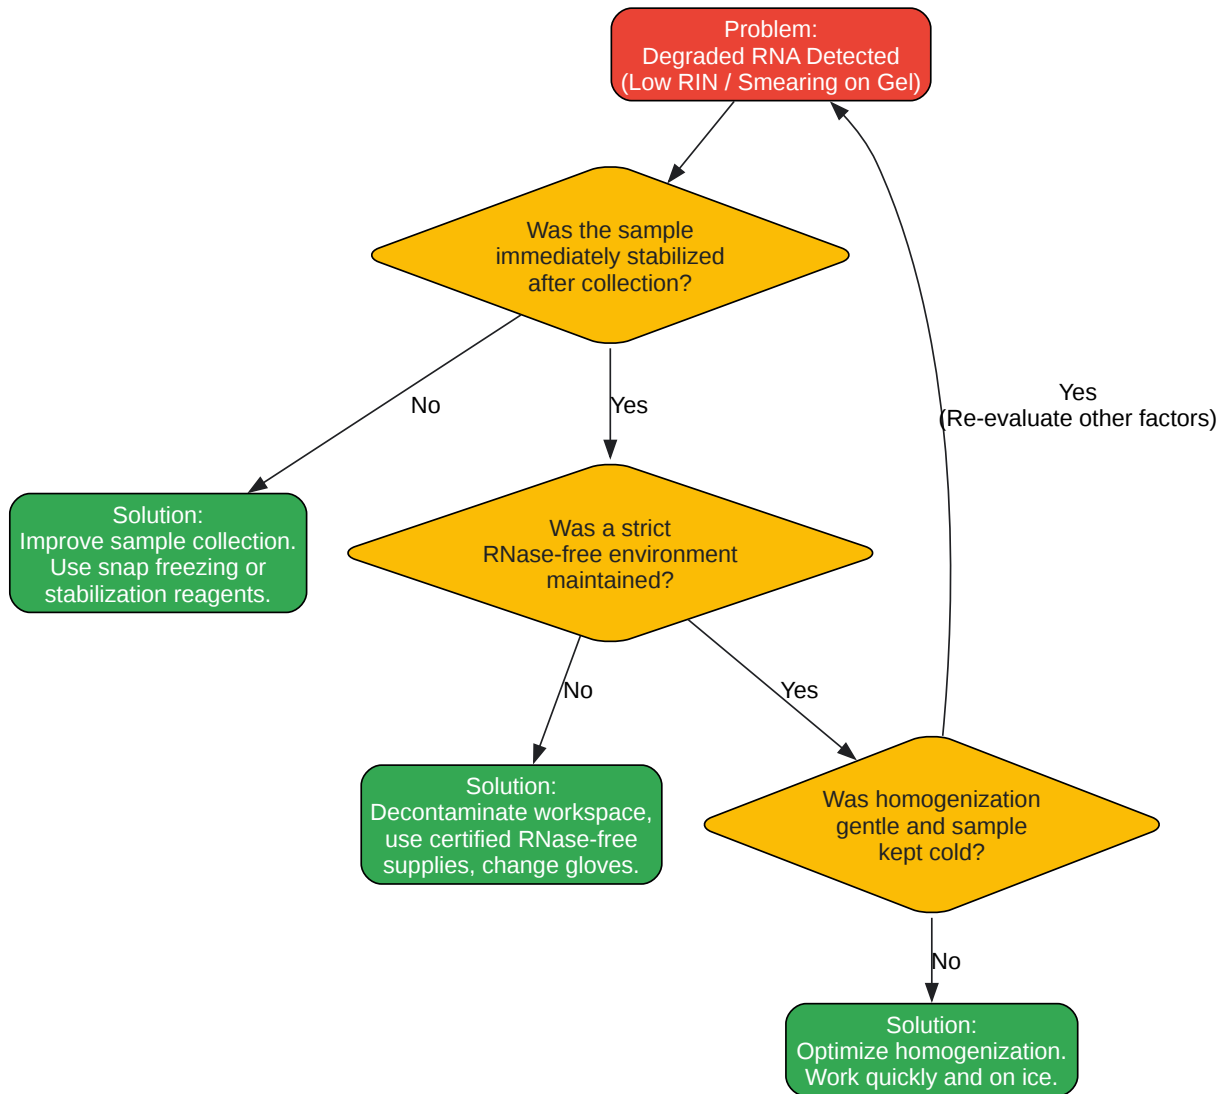 Problem:
Degraded RNA Detected
(Low RIN / Smearing on Gel)
Was the sample
immediately stabilized
after collection?
No
Yes
Yes
(Re-evaluate other factors)
Solution:
Improve sample collection.
Use snap freezing or
stabilization reagents.
Was a strict
RNase-free environment
maintained?
No
Yes
Solution:
Decontaminate workspace,
use certified RNase-free
supplies, change gloves.
Was homogenization
gentle and sample
kept cold?
No
Solution:
Optimize homogenization.
Work quickly and on ice.